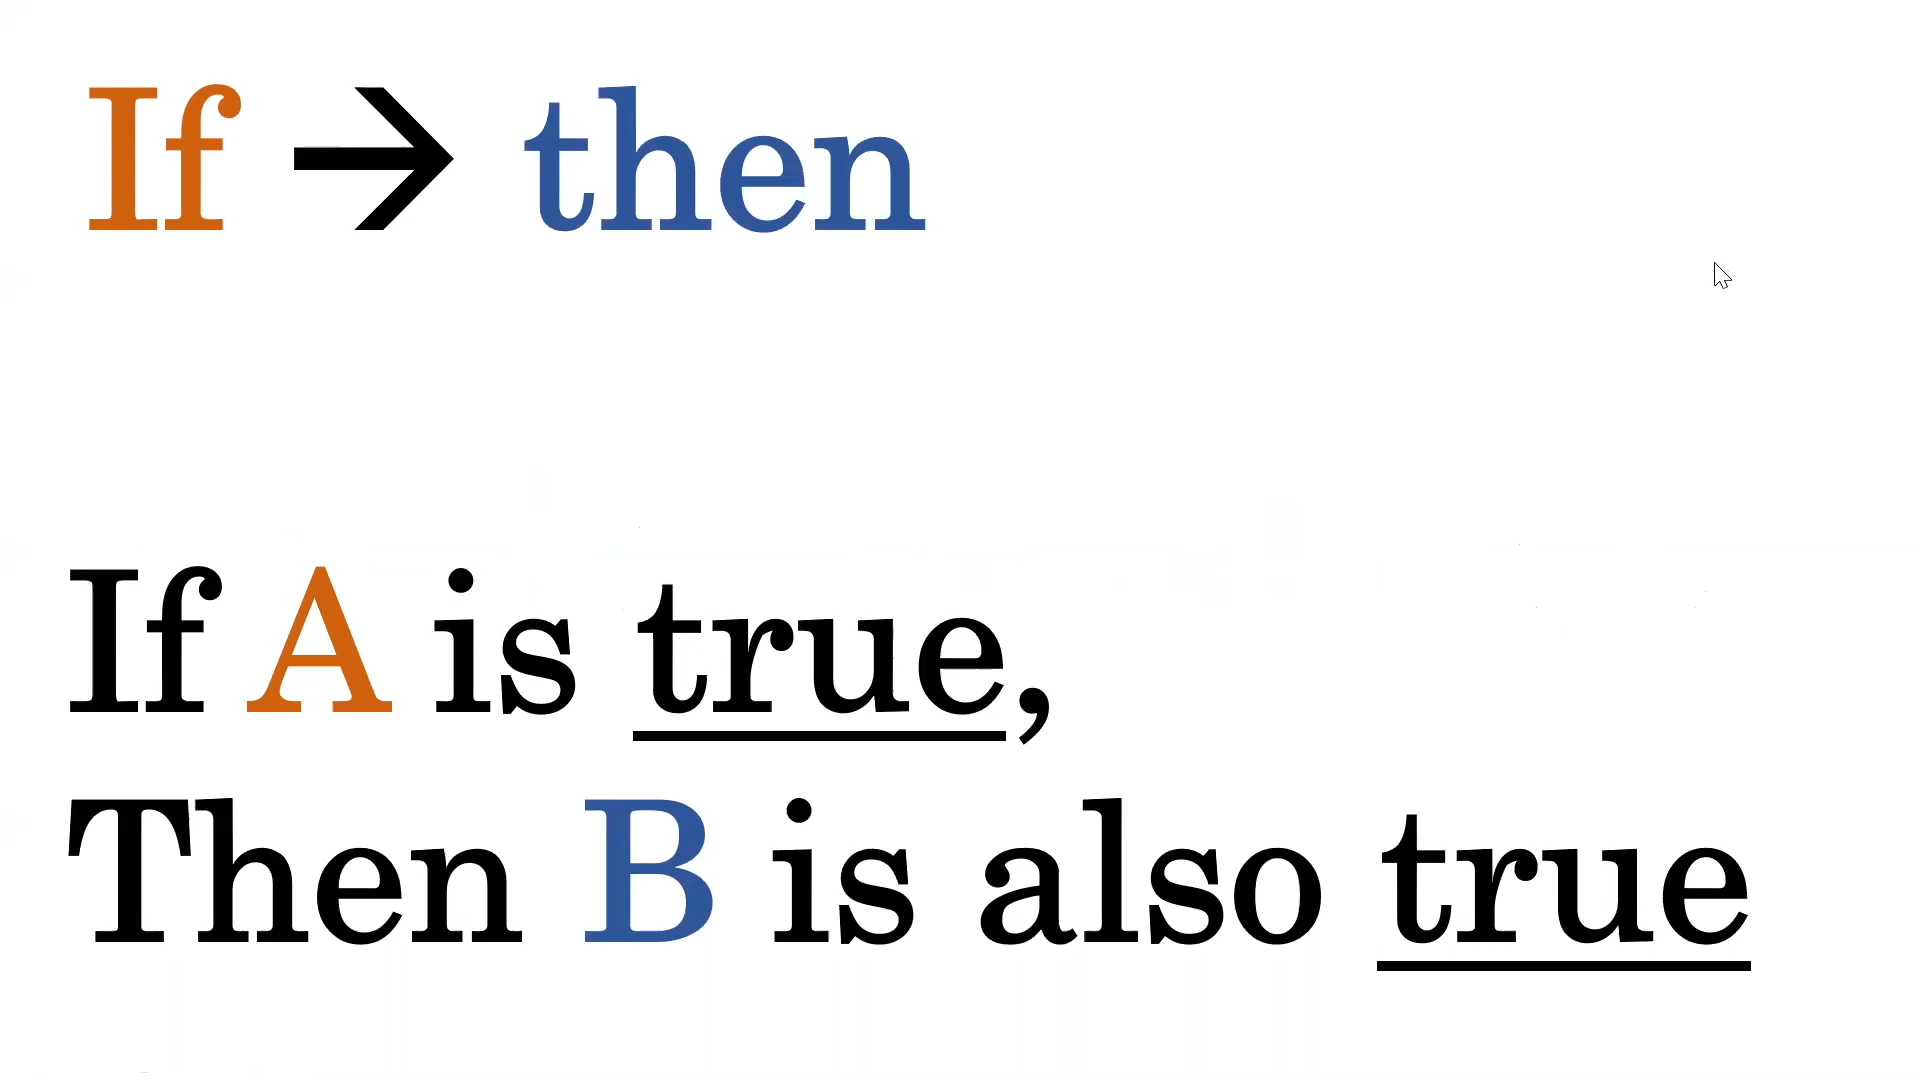 If → then
If A is true,
Then B is also true